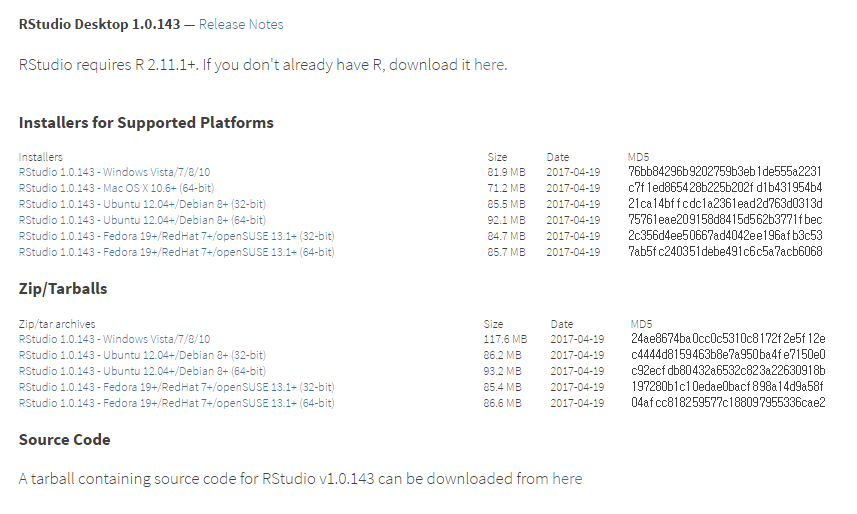 RStudio Desktop 1.0.143 — Release Notes
RStudio requires R 2.11.1+. If you don't already have R, download it here.
Installers for Supported Platforms
Installers Size Date MD5
RStudio 1.0.143 - Windows Vista/7/8/10 81.9 MB 2017-04-19 76bb84296b9202759b3eb1de555a2231
RStudio 1.0.143 - Mac OS X 10.6+ (64-bit) 71.2 MB 2017-04-19 c7f1ed865428b225b202fd1b431954b4
RStudio 1.0.143 - Ubuntu 12.04+/Debian 8+ (32-bit) 85.5 MB 2017-04-19 21ca14bffcdc1a2361ead2d763d0313d
RStudio 1.0.143 - Ubuntu 12.04+/Debian 8+ (64-bit) 92.1 MB 2017-04-19 75761eae209158d8415d562b3771fbec
RStudio 1.0.143 - Fedora 19+/RedHat 7+/openSUSE 13.1+ (32-bit) 84.7 MB 2017-04-19 2c356d4ee50667ad4042ee196afb3c53
RStudio 1.0.143 - Fedora 19+/RedHat 7+/openSUSE 13.1+ (64-bit) 85.7 MB 2017-04-19 7ab5fc240351debe491c6c5a7acb6068
Zip/Tarballs
Zip/tar archives Size Date MD5
RStudio 1.0.143 - Windows Vista/7/8/10 117.6 MB 2017-04-19 24ae8674ba0cc0c5310c8172f2e5f12e
RStudio 1.0.143 - Ubuntu 12.04+/Debian 8+ (32-bit) 86.2 MB 2017-04-19 c4444d8159463b8e7a950ba4fe7150e0
RStudio 1.0.143 - Ubuntu 12.04+/Debian 8+ (64-bit) 93.2 MB 2017-04-19 c92ecfdb80432a6532c823a22630918b
RStudio 1.0.143 - Fedora 19+/RedHat 7+/openSUSE 13.1+ (32-bit) 85.4 MB 2017-04-19 197280b1c10edae0bacf898a14d9a58f
RStudio 1.0.143 - Fedora 19+/RedHat 7+/openSUSE 13.1+ (64-bit) 86.6 MB 2017-04-19 04afcc818259577c188097955336cae2
Source Code
A tarball containing source code for RStudio v1.0.143 can be downloaded from here